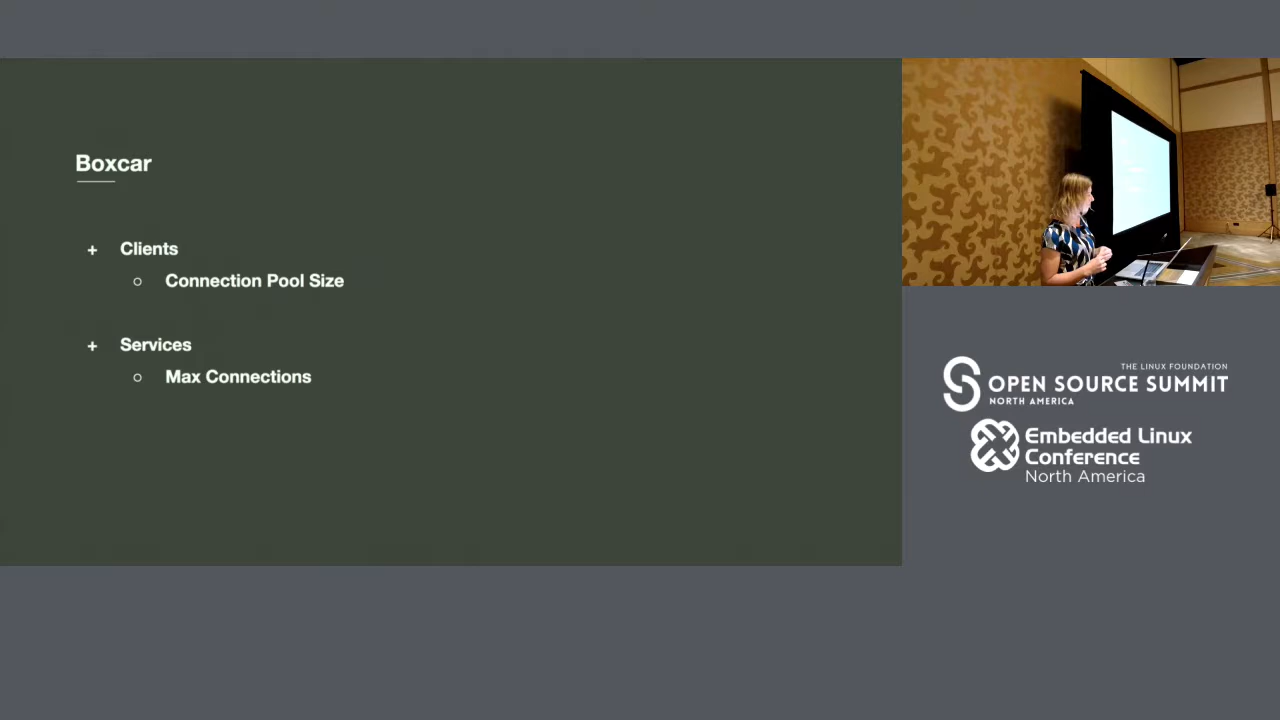 Boxcar
+ Clients
○ Connection Pool Size
+ Services
○ Max Connections
THE LINUX FOUNDATION
OPEN SOURCE SUMMIT
NORTH AMERICA
Embedded Linux
Conference
North America